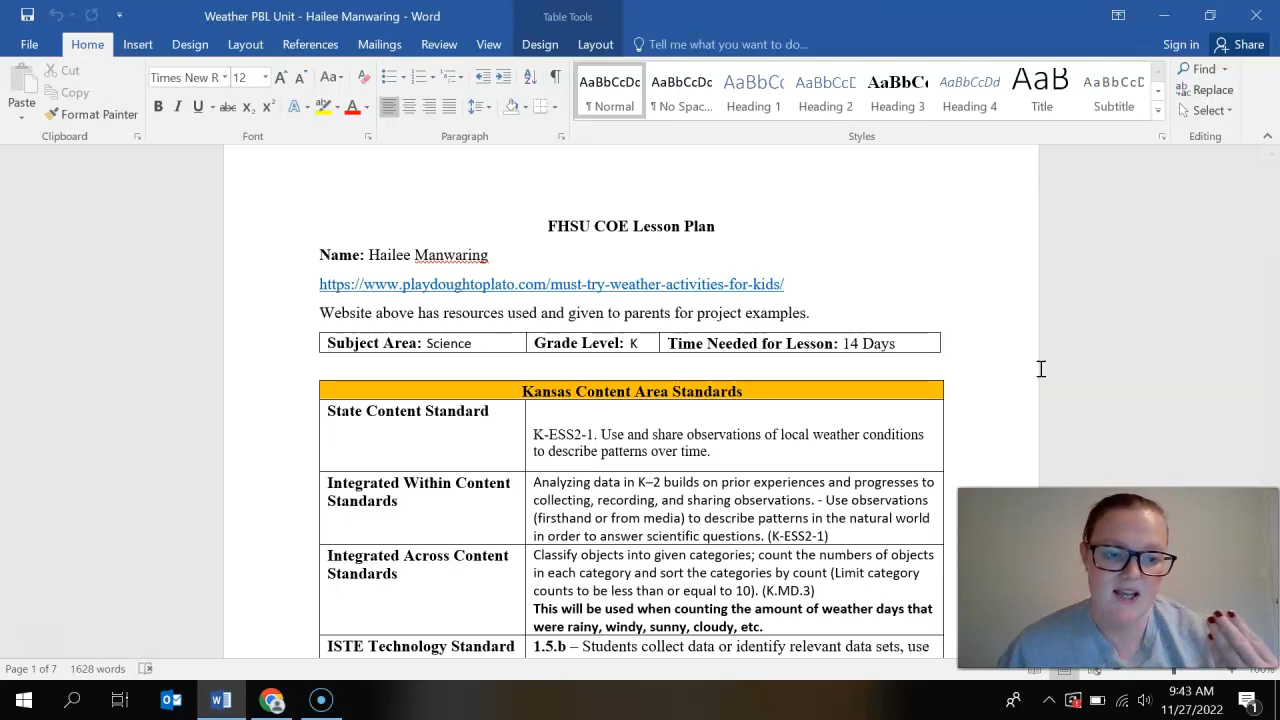 Weather PBL Unit - Hailee Manwaring - Word
Table Tools
File Home Insert Design Layout References Mailings Review View Design Layout Tell me what you want to do... Sign in Share
Paste
Cut
Copy
Format Painter
Clipboard
Times New R 12
Font
Paragraph
AaBbCcDc AaBbCcDc AaBbC AaBbCcD AaBbC AaBbCcDd AaB AaBbCcD
¶ Normal ¶ No Spac... Heading 1 Heading 2 Heading 3 Heading 4 Title Subtitle
Styles
Find
Replace
Select
Editing
FHSU COE Lesson Plan
Name: Hailee Manwaring
https://www.playdoughtoplato.com/must-try-weather-activities-for-kids/
Website above has resources used and given to parents for project examples.
Subject Area: Science Grade Level: K Time Needed for Lesson: 14 Days
Kansas Content Area Standards
State Content Standard
K-ESS2-1. Use and share observations of local weather conditions
to describe patterns over time.
Integrated Within Content
Standards
Analyzing data in K–2 builds on prior experiences and progresses to
collecting, recording, and sharing observations. - Use observations
(firsthand or from media) to describe patterns in the natural world
in order to answer scientific questions. (K-ESS2-1)
Integrated Across Content
Standards
Classify objects into given categories; count the numbers of objects
in each category and sort the categories by count (Limit category
counts to be less than or equal to 10). (K.MD.3)
This will be used when counting the amount of weather days that
were rainy, windy, sunny, cloudy, etc.
ISTE Technology Standard
1.5.b – Students collect data or identify relevant data sets, use
Page 1 of 7 1628 words
9:43 AM
11/27/2022